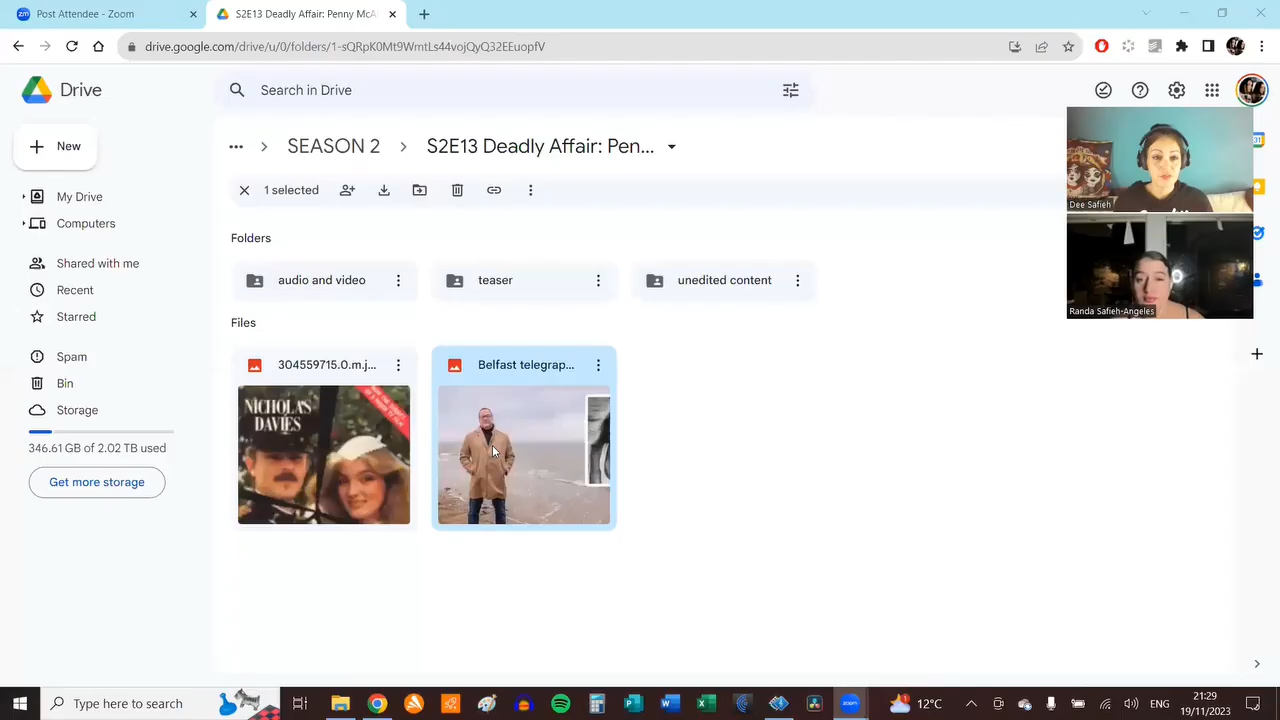 Post Attendee - Zoom
S2E13 Deadly Affair: Penny McA
drive.google.com/drive/u/0/folders/1-sQRpK0Mt9WmtLs44vojQyQ32EEuopfV
Drive
Search in Drive
New
SEASON 2
S2E13 Deadly Affair: Pen...
1 selected
My Drive
Computers
Shared with me
Recent
Starred
Spam
Bin
Storage
346.61 GB of 2.02 TB used
Get more storage
Folders
audio and video
teaser
unedited content
Files
304559715.0.m.j...
Belfast telegrap...
NICHOLAS
DAVIES
Dee Safieh
Randa Safieh-Angeles
31
Type here to search
12°C
ENG
21:29
19/11/2023